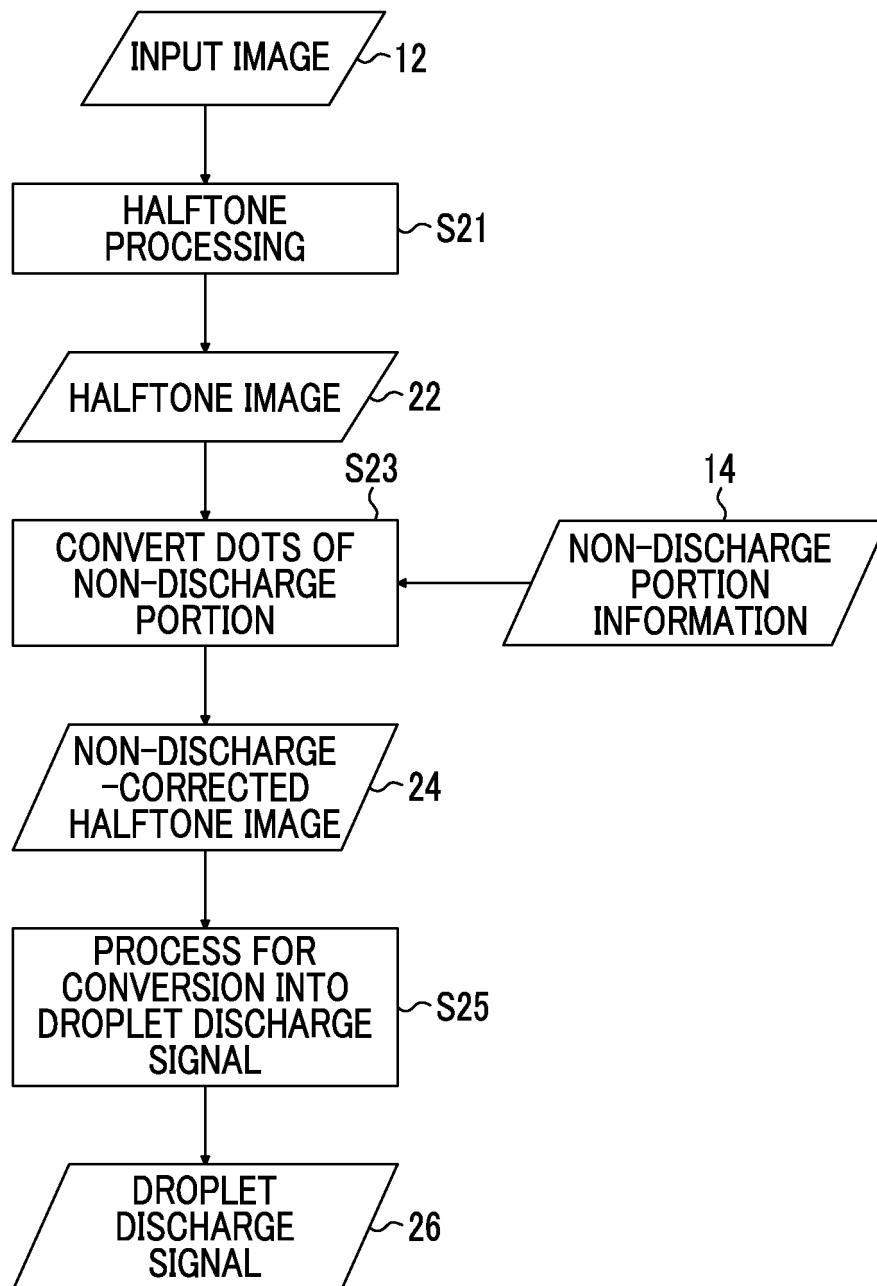 INPUT IMAGE
12
HALFTONE
PROCESSING
S21
HALFTONE IMAGE
22
S23
14
CONVERT DOTS OF
NON-DISCHARGE
PORTION
NON-DISCHARGE
PORTION
INFORMATION
NON-DISCHARGE
-CORRECTED
HALFTONE IMAGE
24
PROCESS FOR
CONVERSION INTO
DROPLET DISCHARGE
SIGNAL
S25
DROPLET
DISCHARGE
SIGNAL
26